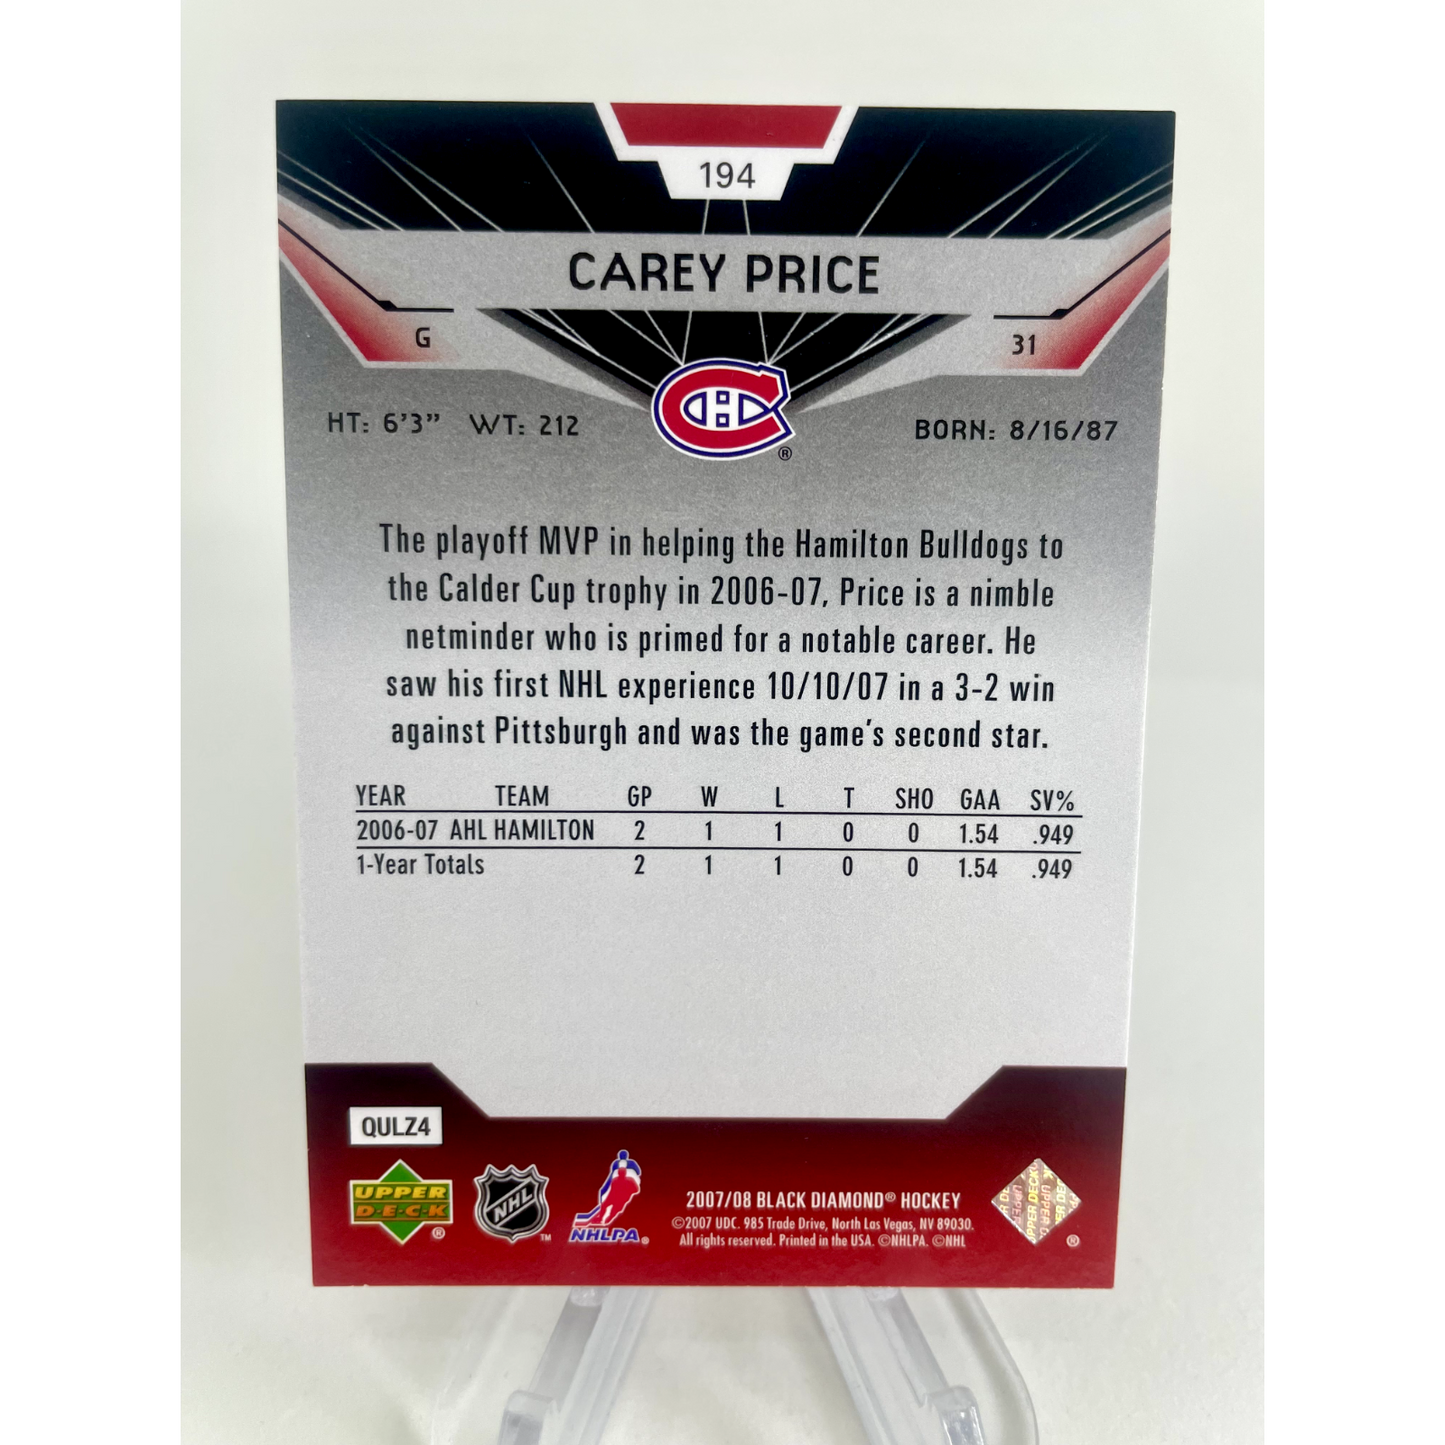 194
CAREY PRICE
G
31
HT: 6'3" WT: 212
BORN: 8/16/87
®
The playoff MVP in helping the Hamilton Bulldogs to
the Calder Cup trophy in 2006-07, Price is a nimble
netminder who is primed for a notable career. He
saw his first NHL experience 10/10/07 in a 3-2 win
against Pittsburgh and was the game's second star.
YEAR TEAM GP W L T SHO GAA SV%
2006-07 AHL HAMILTON 2 1 1 0 0 1.54 .949
1-Year Totals 2 1 1 0 0 1.54 .949
QULZ4
UPPER
D·E·C·K ®
NHL ™
NHLPA ®
2007/08 BLACK DIAMOND® HOCKEY
©2007 UDC. 985 Trade Drive, North Las Vegas, NV 89030.
All rights reserved. Printed in the USA. ©NHLPA. ©NHL
UPPER DECK
®